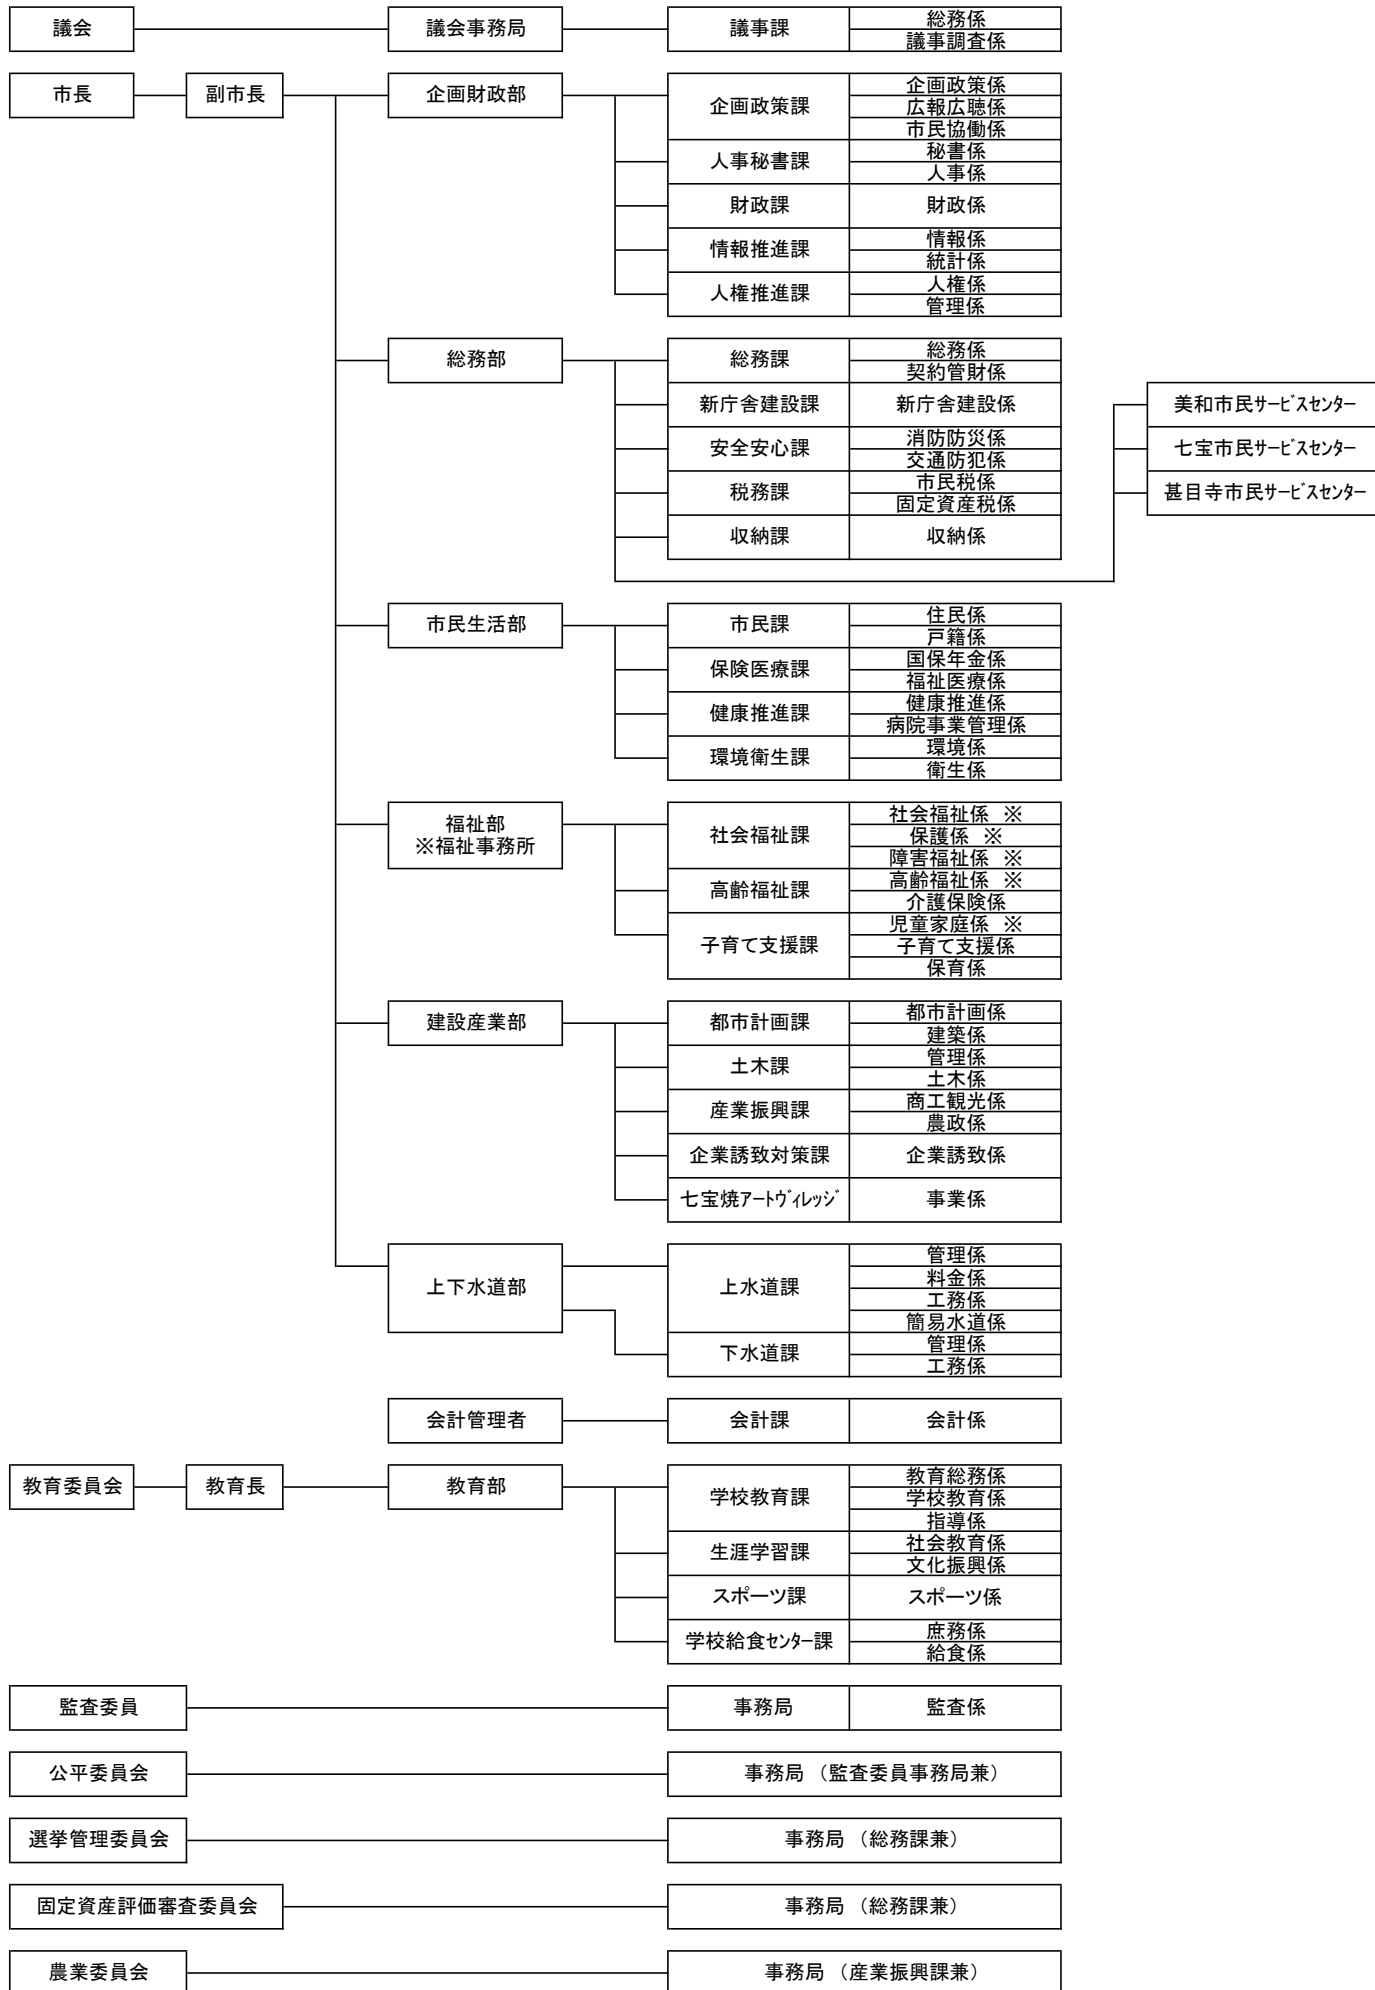 議会
議会事務局
議事課
総務係
議事調査係
市長
副市長
企画財政部
企画政策課
企画政策係
広報広聴係
市民協働係
人事秘書課
秘書係
人事係
財政課
財政係
情報推進課
情報係
統計係
人権推進課
人権係
管理係
総務部
総務課
総務係
契約管財係
新庁舎建設課
新庁舎建設係
安全安心課
消防防災係
交通防犯係
税務課
市民税係
固定資産税係
収納課
収納係
美和市民ｻｰﾋﾞｽｾﾝﾀｰ
七宝市民ｻｰﾋﾞｽｾﾝﾀｰ
甚目寺市民ｻｰﾋﾞｽｾﾝﾀｰ
市民生活部
市民課
住民係
戸籍係
保険医療課
国保年金係
福祉医療係
健康推進課
健康推進係
病院事業管理係
環境衛生課
環境係
衛生係
福祉部
※福祉事務所
社会福祉課
社会福祉係 ※
保護係 ※
障害福祉係 ※
高齢福祉課
高齢福祉係 ※
介護保険係
子育て支援課
児童家庭係 ※
子育て支援係
保育係
建設産業部
都市計画課
都市計画係
建築係
土木課
管理係
土木係
産業振興課
商工観光係
農政係
企業誘致対策課
企業誘致係
七宝焼ｱｰﾄｳﾞｨﾚｯｼﾞ
事業係
上下水道部
上水道課
管理係
料金係
工務係
簡易水道係
下水道課
管理係
工務係
会計管理者
会計課
会計係
教育委員会
教育長
教育部
学校教育課
教育総務係
学校教育係
指導係
生涯学習課
社会教育係
文化振興係
スポーツ課
スポーツ係
学校給食ｾﾝﾀｰ課
庶務係
給食係
監査委員
事務局
監査係
公平委員会
事務局 （監査委員事務局兼）
選挙管理委員会
事務局 （総務課兼）
固定資産評価審査委員会
事務局 （総務課兼）
農業委員会
事務局 （産業振興課兼）